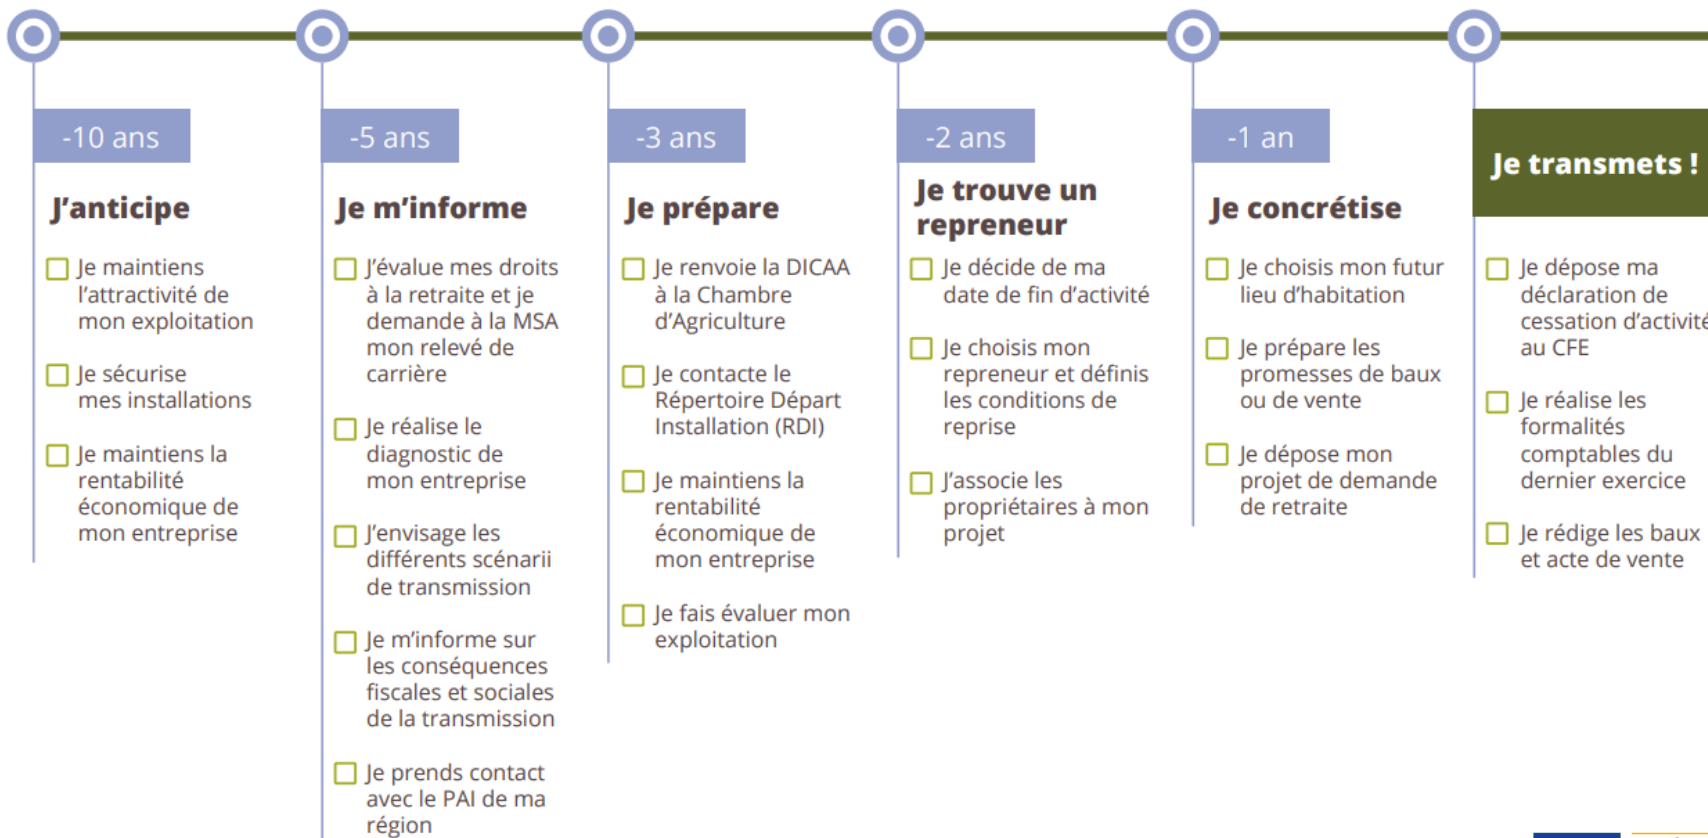 -10 ans
J'anticipe
Je maintiens
l'attractivité de
mon exploitation
Je sécurise
mes installations
Je maintiens la
rentabilité
économique de
mon entreprise
-5 ans
Je m'informe
J'évalue mes droits
à la retraite et je
demande à la MSA
mon relevé de
carrière
Je réalise le
diagnostic de
mon entreprise
J'envisage les
différents scénarii
de transmission
Je m'informe sur
les conséquences
fiscales et sociales
de la transmission
Je prends contact
avec le PAI de ma
région
-3 ans
Je prépare
Je renvoie la DICAA
à la Chambre
d'Agriculture
Je contacte le
Répertoire Départ
Installation (RDI)
Je maintiens la
rentabilité
économique de
mon entreprise
Je fais évaluer mon
exploitation
-2 ans
Je trouve un
repreneur
Je décide de ma
date de fin d'activité
Je choisis mon
repreneur et définis
les conditions de
reprise
J'associe les
propriétaires à mon
projet
-1 an
Je concrétise
Je choisis mon futur
lieu d'habitation
Je prépare les
promesses de baux
ou de vente
Je dépose mon
projet de demande
de retraite
Je transmets !
Je dépose ma
déclaration de
cessation d'activité
au CFE
Je réalise les
formalités
comptables du
dernier exercice
Je rédige les baux
et acte de vente